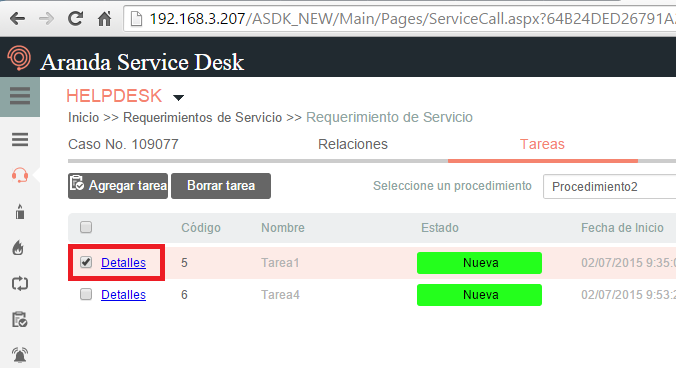 192.168.3.207/ASDK_NEW/Main/Pages/ServiceCall.aspx?64B24DED26791A
Aranda Service Desk
HELPDESK
Inicio >> Requerimientos de Servicio >> Requerimiento de Servicio
Caso No. 109077 Relaciones Tareas
Agregar tarea Borrar tarea Seleccione un procedimiento Procedimiento2
Código Nombre Estado Fecha de Inicio
Detalles 5 Tarea1 Nueva 02/07/2015 9:35:0
Detalles 6 Tarea4 Nueva 02/07/2015 9:53:2